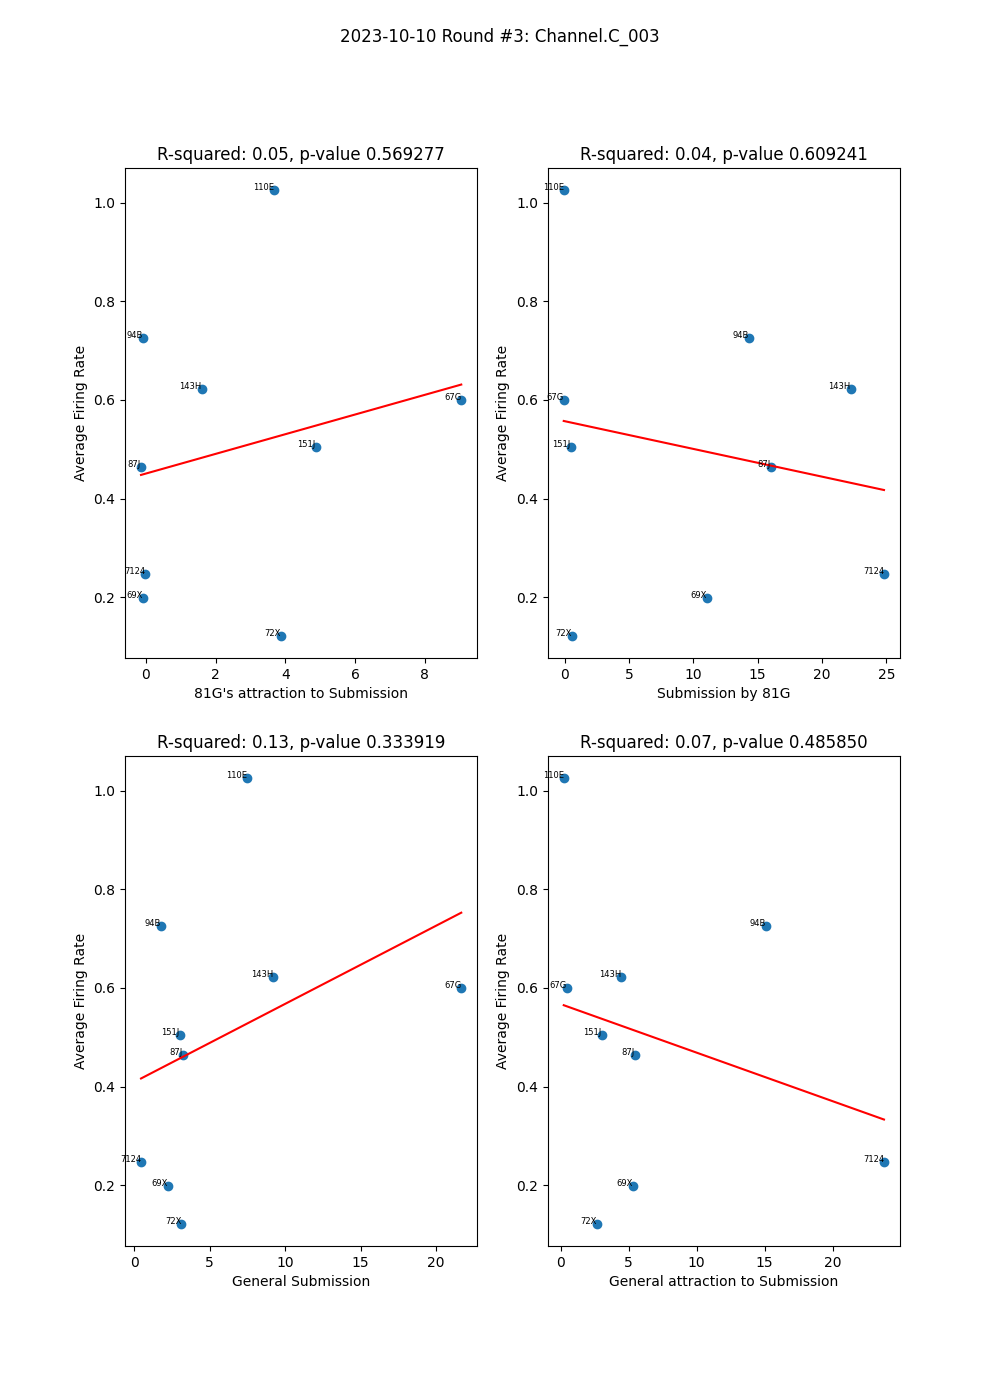 2023-10-10 Round #3: Channel.C_003
R-squared: 0.05, p-value 0.569277
1.0
0.8
0.6
0.4
0.2
Average Firing Rate
110E
94B
143H
67G
151J
87J
7124
69X
72X
0 2 4 6 8
81G's attraction to Submission
R-squared: 0.04, p-value 0.609241
1.0
0.8
0.6
0.4
0.2
Average Firing Rate
110E
94B
143H
67G
151J
87J
7124
69X
72X
0 5 10 15 20 25
Submission by 81G
R-squared: 0.13, p-value 0.333919
1.0
0.8
0.6
0.4
0.2
Average Firing Rate
110E
94B
143H
67G
151J
87J
7124
69X
72X
0 5 10 15 20
General Submission
R-squared: 0.07, p-value 0.485850
1.0
0.8
0.6
0.4
0.2
Average Firing Rate
110E
94B
143H
67G
151J
87J
7124
69X
72X
0 5 10 15 20
General attraction to Submission